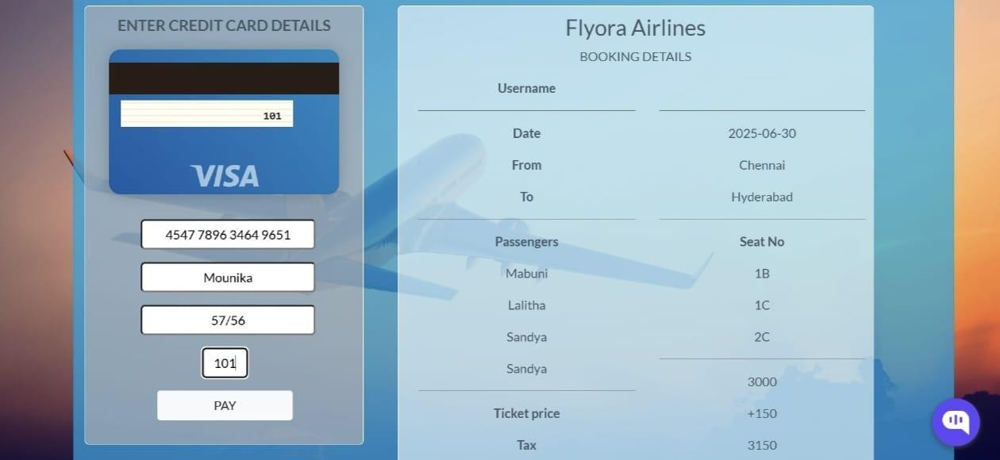 ENTER CREDIT CARD DETAILS
101
VISA
4547 7896 3464 9651
Mounika
57/56
101
PAY
Flyora Airlines
BOOKING DETAILS
Username
Date 2025-06-30
From Chennai
To Hyderabad
Passengers Seat No
Mabuni 1B
Lalitha 1C
Sandya 2C
Sandya
3000
Ticket price +150
Tax 3150